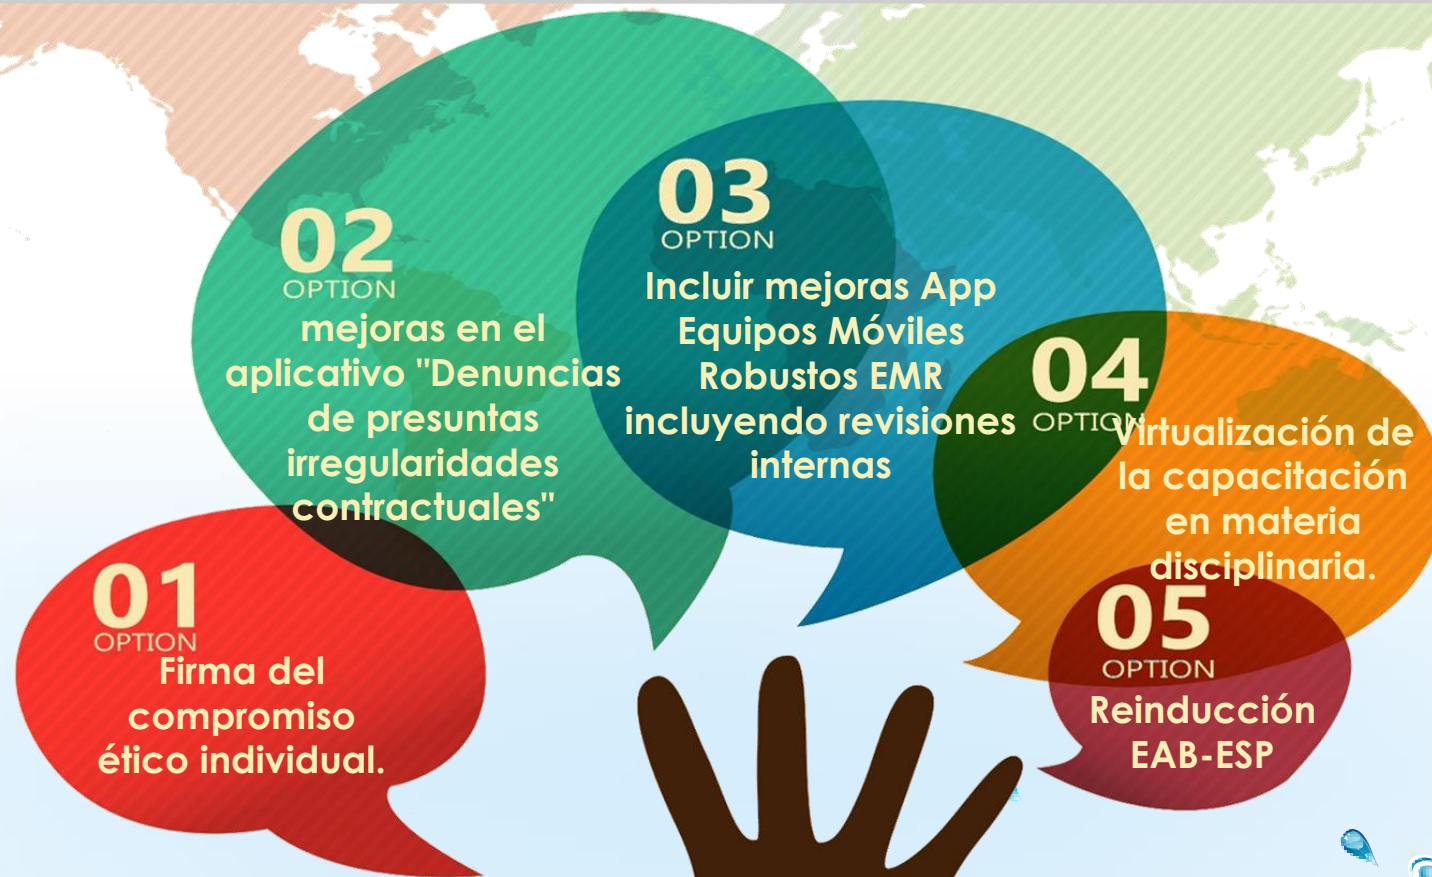 01
OPTION
Firma del
compromiso
ético individual.
02
OPTION
mejoras en el
aplicativo "Denuncias
de presuntas
irregularidades
contractuales"
03
OPTION
Incluir mejoras App
Equipos Móviles
Robustos EMR
incluyendo revisiones
internas
04
OPTION
Virtualización de
la capacitación
en materia
disciplinaria.
05
OPTION
Reinducción
EAB-ESP